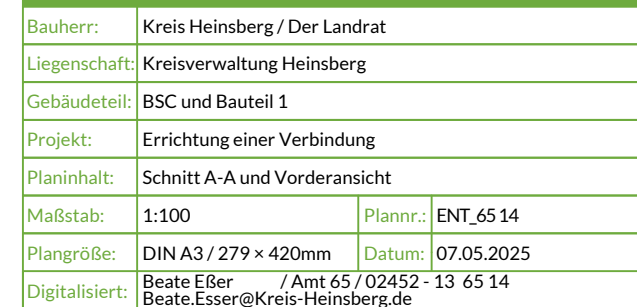 Bauherr: Kreis Heinsberg / Der Landrat
Liegenschaft: Kreisverwaltung Heinsberg
Gebäudeteil: BSC und Bauteil 1
Projekt: Errichtung einer Verbindung
Planinhalt: Schnitt A-A und Vorderansicht
Maßstab: 1:100 Plannr.: ENT_65 14
Plangröße: DIN A3 / 279 × 420mm Datum: 07.05.2025
Digitalisiert: Beate Eßer / Amt 65 / 02452 - 13 65 14
Beate.Esser@Kreis-Heinsberg.de